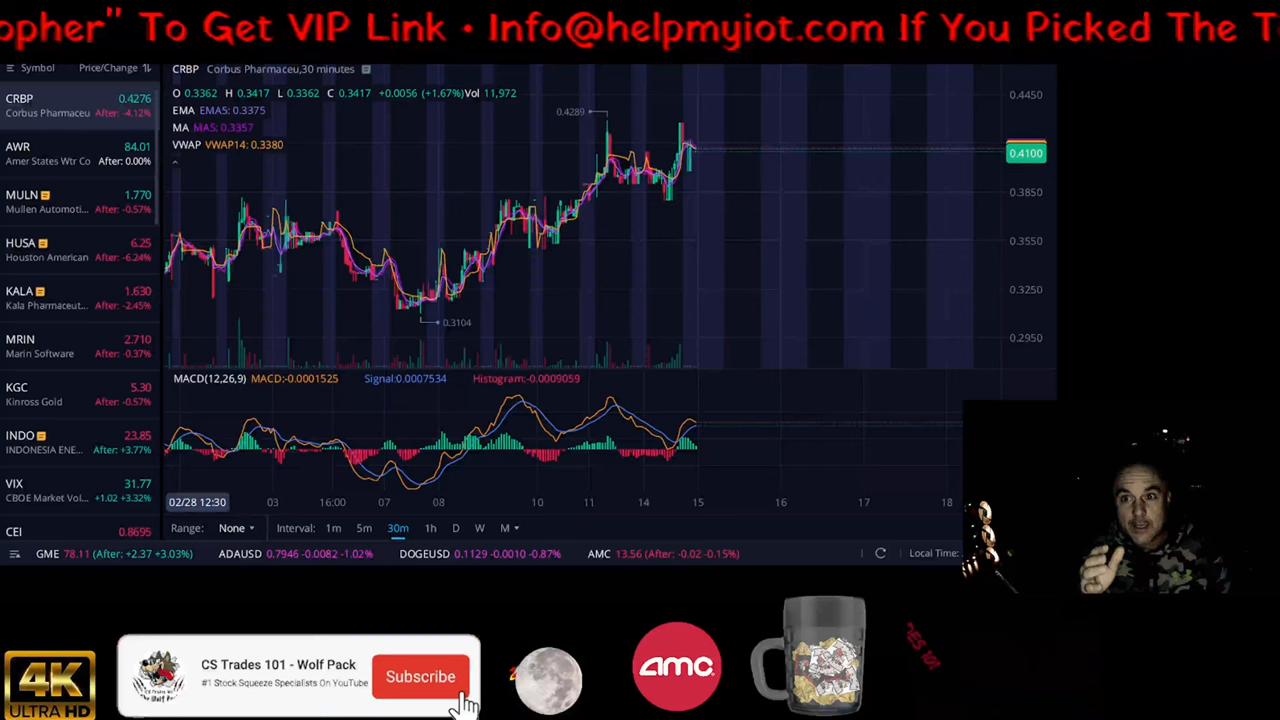 opher" To Get VIP Link • Info@helpmyiot.com If You Picked The T
Symbol Price/Change
CRBP 0.4276
Corbus Pharmaceu After: -4.12%
AWR 84.01
Amer States Wtr Co After: 0.00%
MULN 1.770
Mullen Automoti... After: -0.57%
HUSA 6.25
Houston American After: -6.24%
KALA 1.630
Kala Pharmaceut... After: -2.45%
MRIN 2.710
Marin Software After: -0.37%
KGC 5.30
Kinross Gold After: -0.57%
INDO 23.85
INDONESIA ENE... After: +3.77%
VIX 31.77
CBOE Market Vol... +1.02 +3.32%
CEI 0.8695
CRBP Corbus Pharmaceu,30 minutes
O 0.3362 H 0.3417 L 0.3362 C 0.3417 +0.0056 (+1.67%) Vol 11,972
EMA EMA5: 0.3375
MA MA5: 0.3357
VWAP VWAP14: 0.3380
0.4289
0.3104
0.4450
0.4100
0.3850
0.3550
0.3250
0.2950
MACD(12,26,9) MACD:-0.0001525 Signal:0.0007534 Histogram:-0.0009059
02/28 12:30 03 16:00 07 08 10 11 14 15 16 17 18
Range: None Interval: 1m 5m 30m 1h D W M
GME 78.11 (After: +2.37 +3.03%) ADAUSD 0.7946 -0.0082 -1.02% DOGEUSD 0.1129 -0.0010 -0.87% AMC 13.56 (After: -0.02 -0.15%) Local Time:
4K
ULTRA HD
CS Trades 101 - Wolf Pack
#1 Stock Squeeze Specialists On YouTube
Subscribe
amc